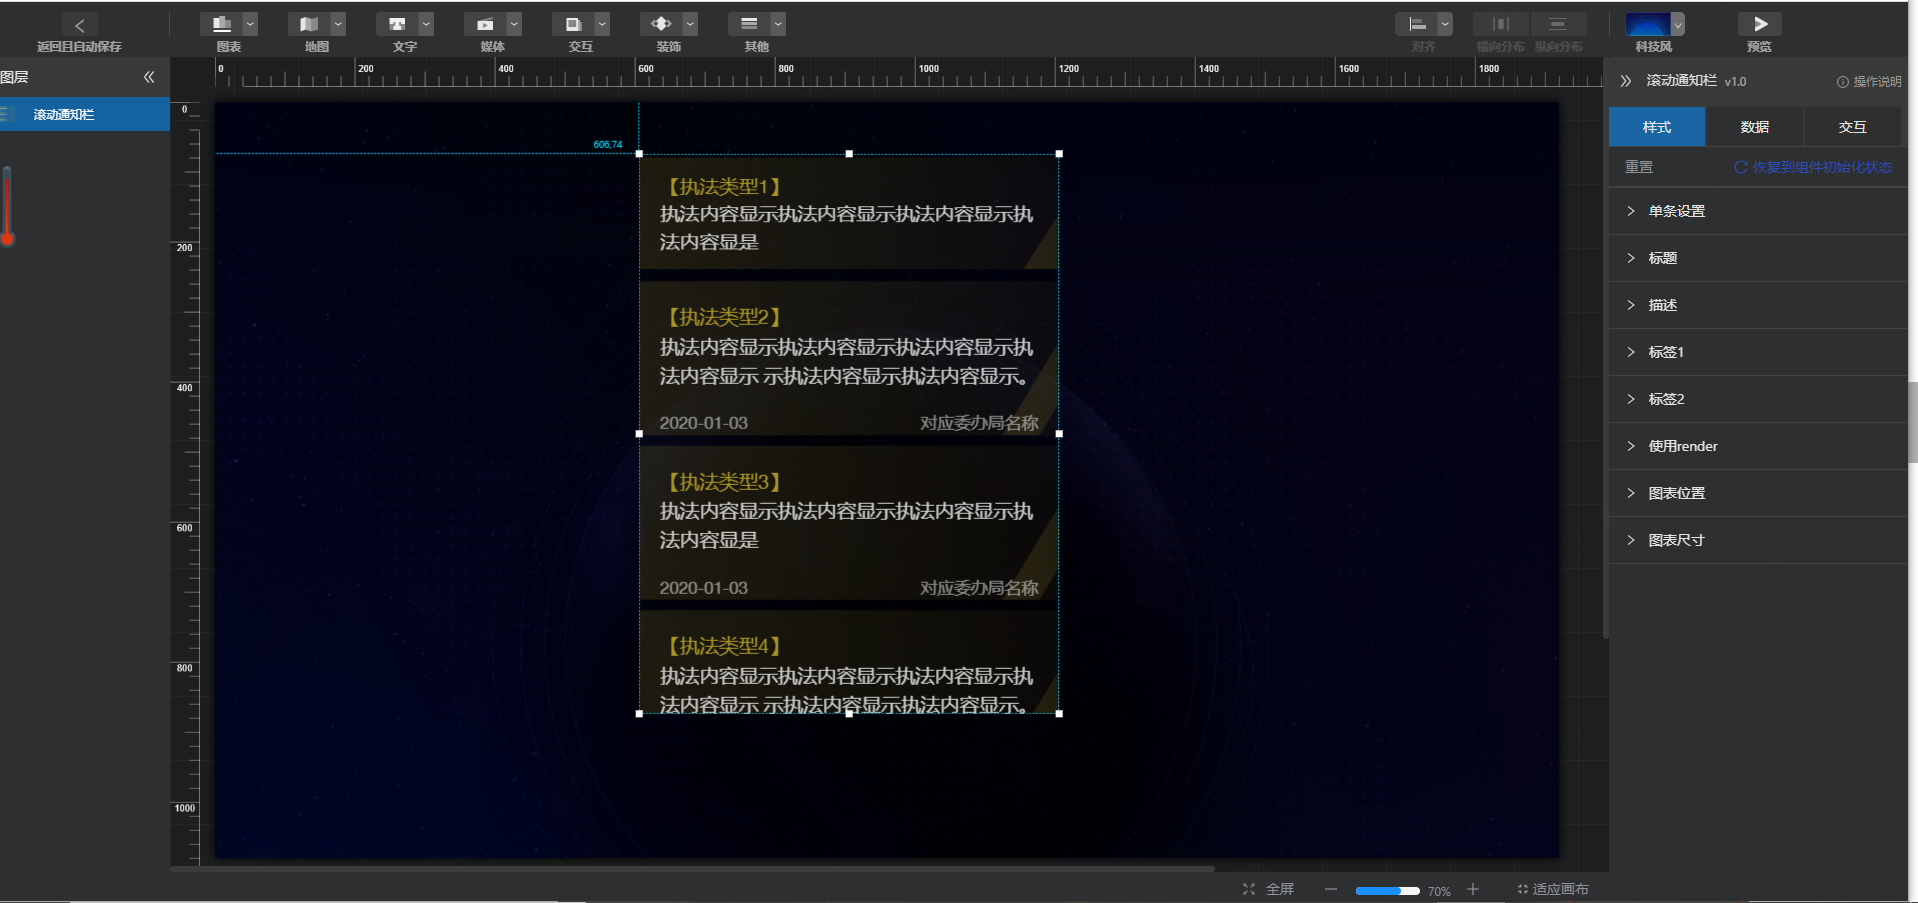 返回且自动保存
图表
地图
文字
媒体
交互
装饰
其他
对齐
横向分布
纵向分布
科技风
预览
图层
滚动通知栏
0
200
400
600
800
1000
1200
1400
1600
1800
0
200
400
600
800
1000
606,74
【执法类型1】
执法内容显示执法内容显示执法内容显示执
法内容显是
【执法类型2】
执法内容显示执法内容显示执法内容显示执
法内容显示 示执法内容显示执法内容显示。
2020-01-03 对应委办局名称
【执法类型3】
执法内容显示执法内容显示执法内容显示执
法内容显是
2020-01-03 对应委办局名称
【执法类型4】
执法内容显示执法内容显示执法内容显示执
法内容显示 示执法内容显示执法内容显示。
滚动通知栏 v1.0 操作说明
样式 数据 交互
重置 恢复到组件初始化状态
单条设置
标题
描述
标签1
标签2
使用render
图表位置
图表尺寸
全屏 70% 适应画布